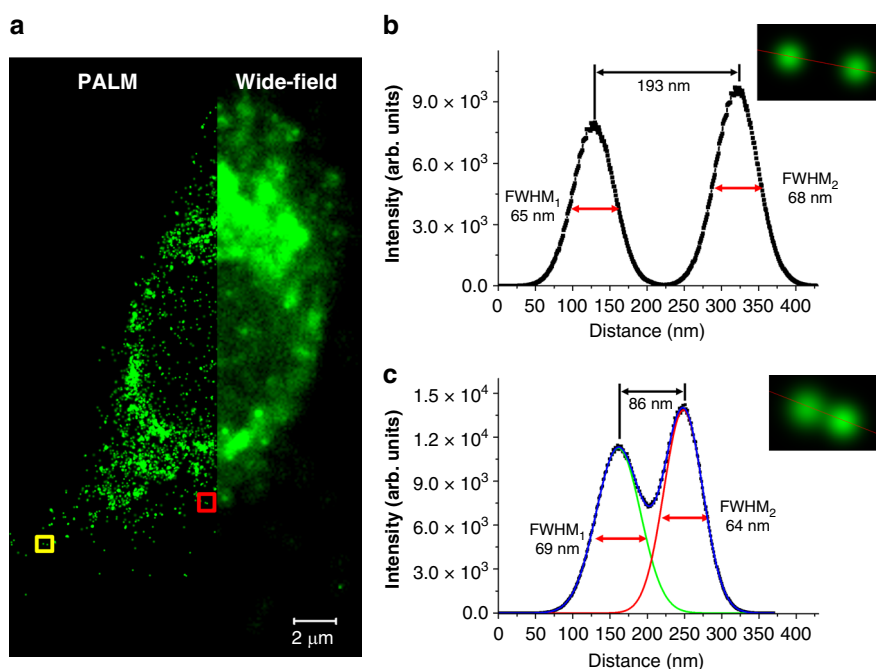 a
PALM
Wide-field
2 μm
b
193 nm
9.0 × 10³
6.0 × 10³
3.0 × 10³
0.0
Intensity (arb. units)
FWHM₁
65 nm
FWHM₂
68 nm
0 50 100 150 200 250 300 350 400
Distance (nm)
c
86 nm
1.5 × 10⁴
1.2 × 10⁴
9.0 × 10³
6.0 × 10³
3.0 × 10³
0.0
Intensity (arb. units)
FWHM₁
69 nm
FWHM₂
64 nm
0 50 100 150 200 250 300 350 400
Distance (nm)